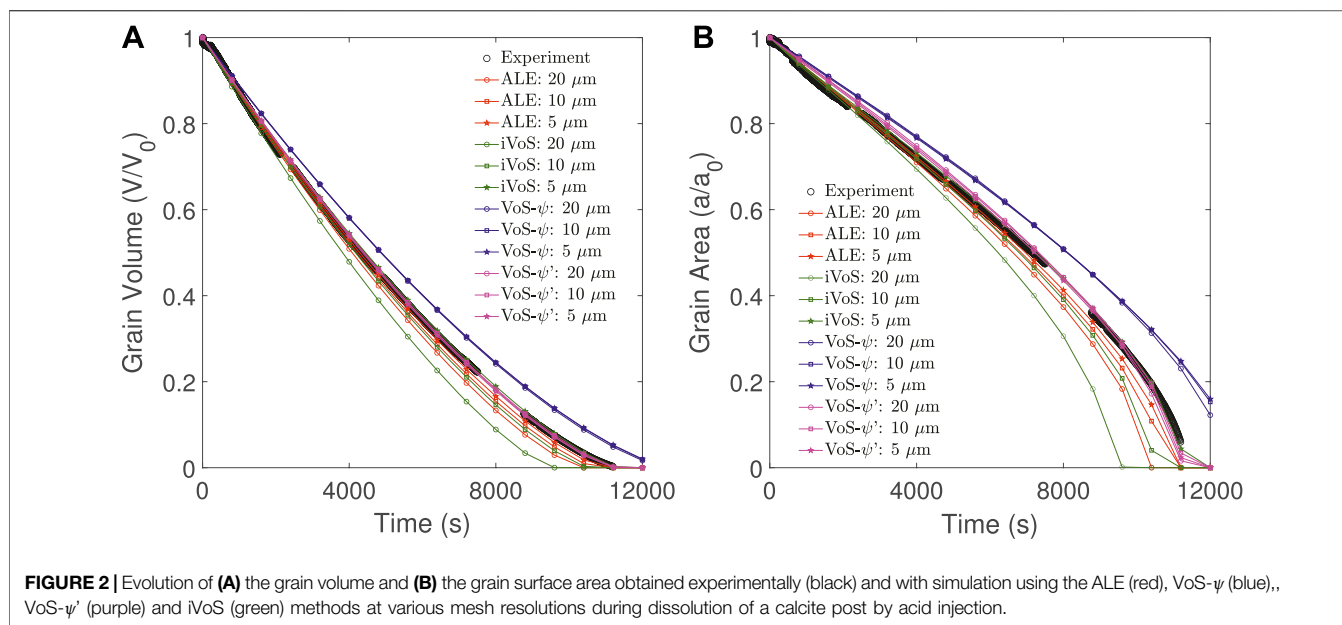 A
1
0.8
0.6
0.4
0.2
0
Grain Volume (V/V₀)
0 4000 8000 12000
Time (s)
Experiment
ALE: 20 μm
ALE: 10 μm
ALE: 5 μm
iVoS: 20 μm
iVoS: 10 μm
iVoS: 5 μm
VoS-ψ: 20 μm
VoS-ψ: 10 μm
VoS-ψ: 5 μm
VoS-ψ': 20 μm
VoS-ψ': 10 μm
VoS-ψ': 5 μm
B
1
0.8
0.6
0.4
0.2
0
Grain Area (a/a₀)
0 4000 8000 12000
Time (s)
Experiment
ALE: 20 μm
ALE: 10 μm
ALE: 5 μm
iVoS: 20 μm
iVoS: 10 μm
iVoS: 5 μm
VoS-ψ: 20 μm
VoS-ψ: 10 μm
VoS-ψ: 5 μm
VoS-ψ': 20 μm
VoS-ψ': 10 μm
VoS-ψ': 5 μm
FIGURE 2 | Evolution of (A) the grain volume and (B) the grain surface area obtained experimentally (black) and with simulation using the ALE (red), VoS-ψ (blue),,
VoS-ψ' (purple) and iVoS (green) methods at various mesh resolutions during dissolution of a calcite post by acid injection.